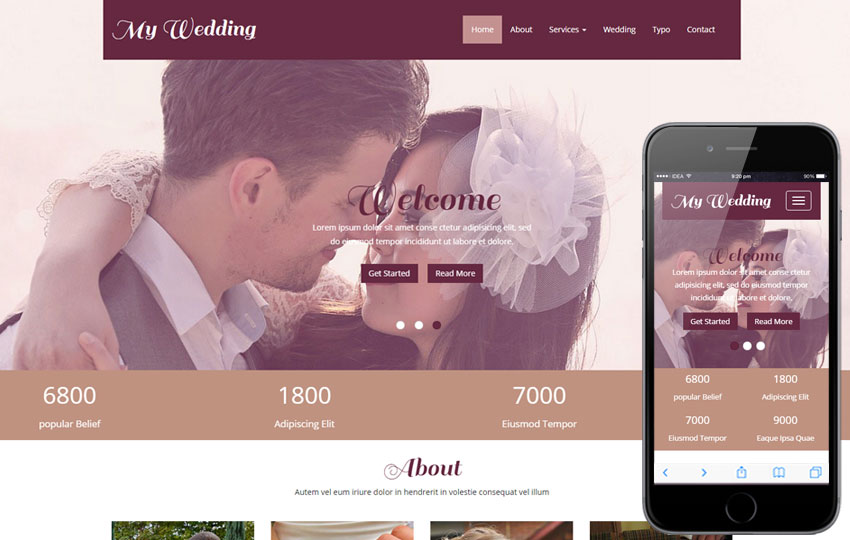 My Wedding
Home About Services Wedding Typo Contact
Welcome
Lorem ipsum dolor sit amet conse ctetur adipisicing elit, sed
do eiusmod tempor incididunt ut labore et dolore.
Get Started Read More
6800 1800 7000
popular Belief Adipiscing Elit Eiusmod Tempor
About
Autem vel eum iriure dolor in hendrerit in volestie consequat vel illum
IDEA 9:20 pm 90%
My Wedding
Welcome
Lorem ipsum dolor sit amet conse ctetur
adipisicing elit, sed do eiusmod tempor
incididunt ut labore et dolore.
Get Started Read More
6800 1800
popular Belief Adipiscing Elit
7000 9000
Eiusmod Tempor Eaque Ipsa Quae